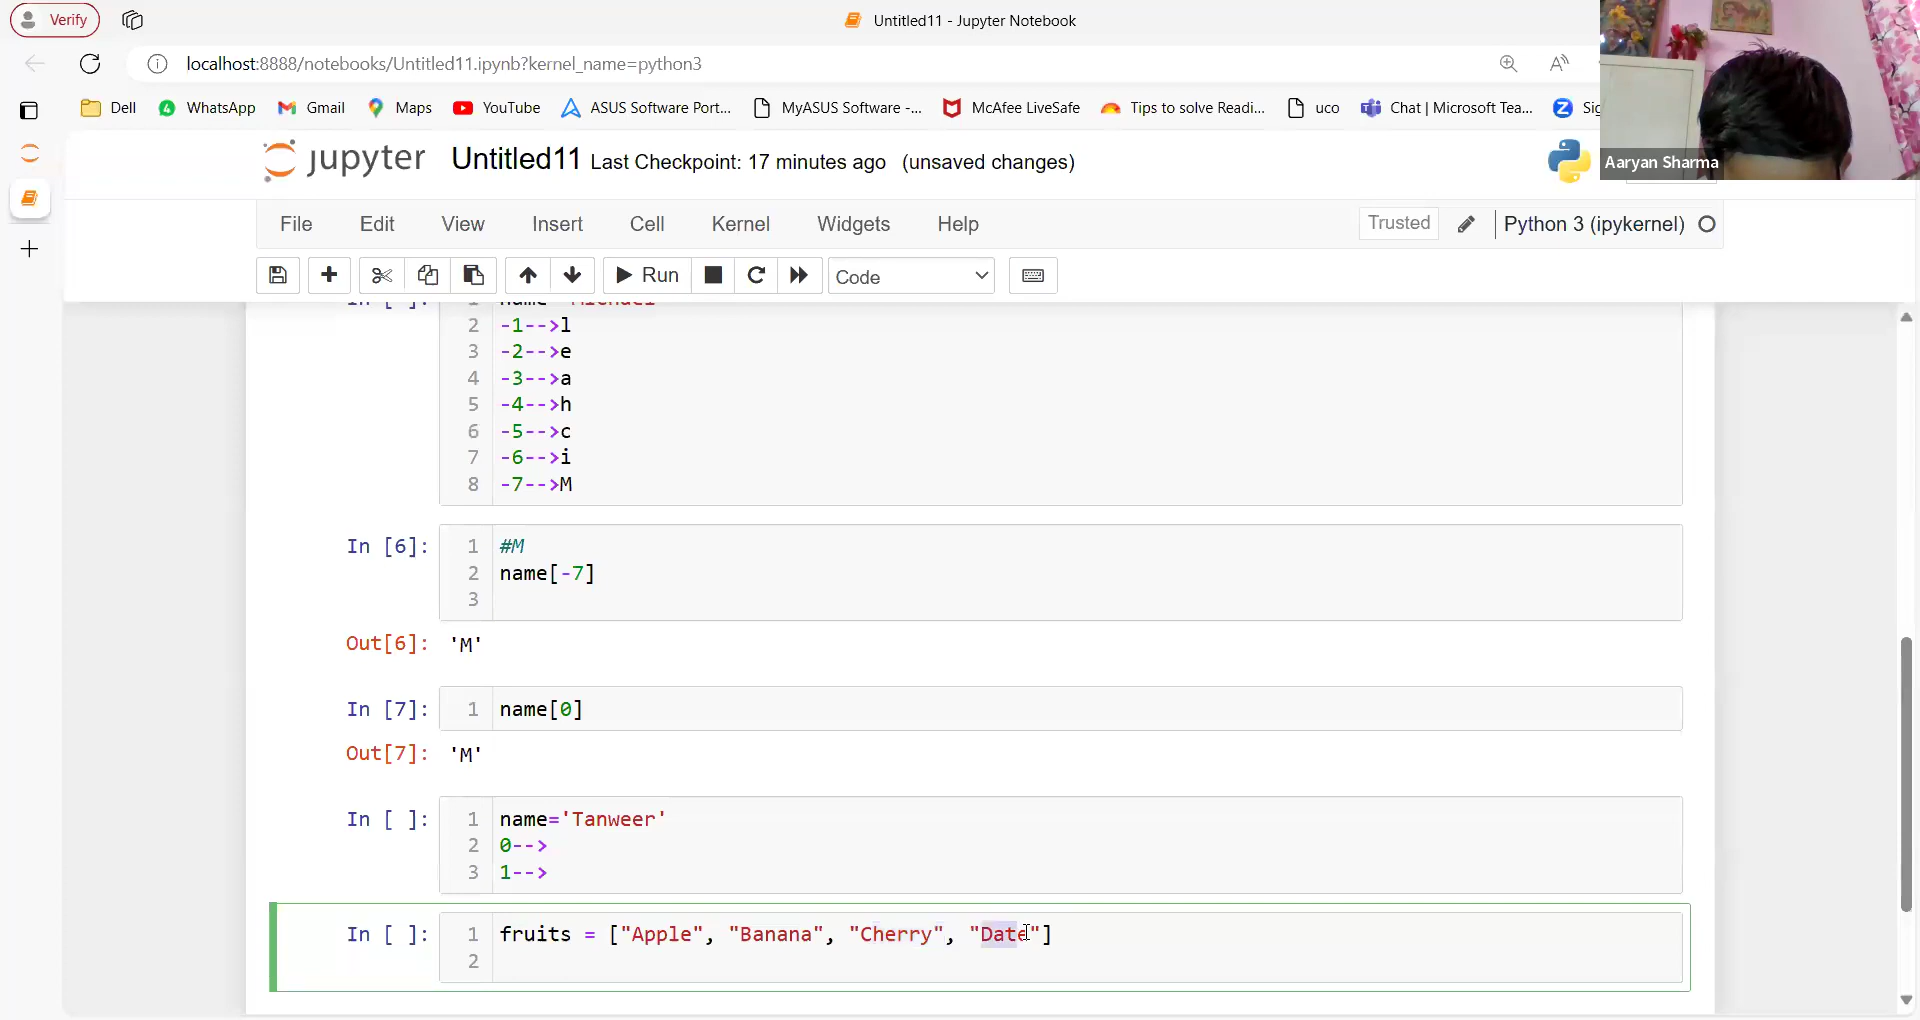 Verify
Untitled11 - Jupyter Notebook
localhost:8888/notebooks/Untitled11.ipynb?kernel_name=python3
Dell WhatsApp Gmail Maps YouTube ASUS Software Port... MyASUS Software -... McAfee LiveSafe Tips to solve Readi... uco Chat | Microsoft Tea...
jupyter Untitled11 Last Checkpoint: 17 minutes ago (unsaved changes)
Aaryan Sharma
File Edit View Insert Cell Kernel Widgets Help Trusted Python 3 (ipykernel)
Run Code
2 -1-->l
3 -2-->e
4 -3-->a
5 -4-->h
6 -5-->c
7 -6-->i
8 -7-->M
In [6]: 1 #M
2 name[-7]
3
Out[6]: 'M'
In [7]: 1 name[0]
Out[7]: 'M'
In [ ]: 1 name='Tanweer'
2 0-->
3 1-->
In [ ]: 1 fruits = ["Apple", "Banana", "Cherry", "Date"]
2